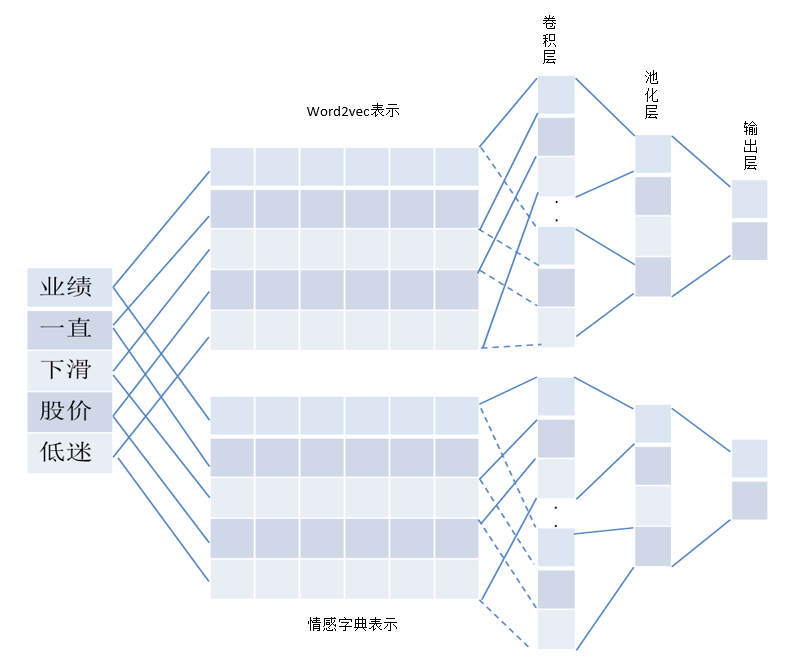 卷积层
池化层
输出层
Word2vec表示
业绩
一直
下滑
股价
低迷
情感字典表示